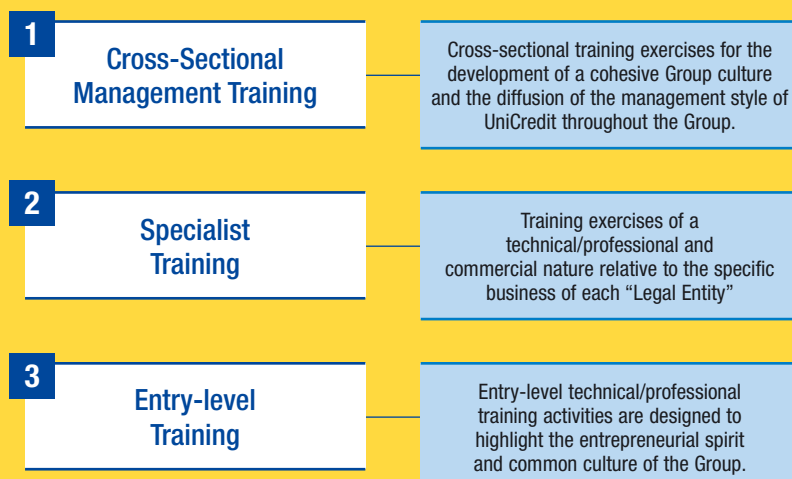 1
Cross-Sectional
Management Training
Cross-sectional training exercises for the
development of a cohesive Group culture
and the diffusion of the management style of
UniCredit throughout the Group.
2
Specialist
Training
Training exercises of a
technical/professional and
commercial nature relative to the specific
business of each “Legal Entity”
3
Entry-level
Training
Entry-level technical/professional
training activities are designed to
highlight the entrepreneurial spirit
and common culture of the Group.